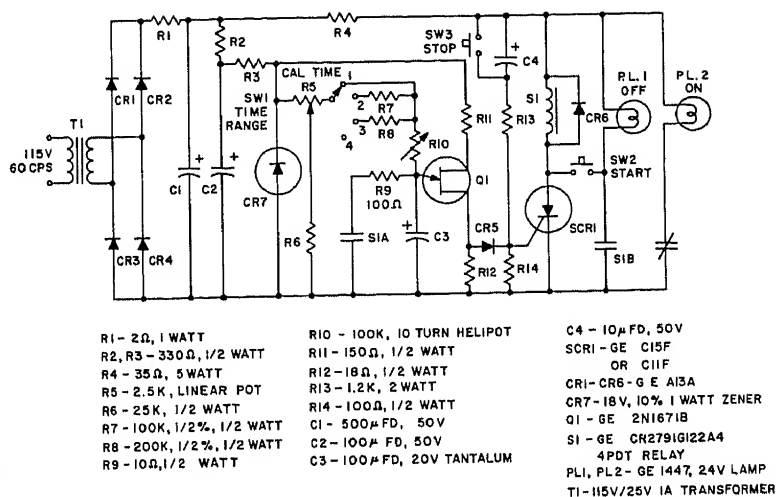 R1
R2
R3
R4
SW3
STOP
C4
+
CR1
CR2
CAL TIME
1
R5
SW1
TIME
RANGE
2
R7
3
R8
4
R10
R11
R13
S1
CR6
PL.1
OFF
PL.2
ON
T1
115V
60 CPS
C1
+
C2
+
CR7
R9
100Ω
Q1
SW2
START
SCR1
CR3
CR4
R6
S1A
+
C3
CR5
R12
R14
S1B
R1-2Ω, 1 WATT
R2, R3-330Ω, 1/2 WATT
R4-35Ω, 5 WATT
R5-2.5K, LINEAR POT
R6-25K, 1/2 WATT
R7-100K, 1/2%, 1/2 WATT
R8-200K, 1/2%, 1/2 WATT
R9-10Ω, 1/2 WATT
R10-100K, 10 TURN HELIPOT
R11-150Ω, 1/2 WATT
R12-18Ω, 1/2 WATT
R13-1.2K, 2 WATT
R14-100Ω, 1/2 WATT
C1-500µFD, 50V
C2-100µFD, 50V
C3-100µFD, 20V TANTALUM
C4-10µFD, 50V
SCR1-GE C15F
OR C11F
CR1-CR6-G E A13A
CR7-18V, 10% 1 WATT ZENER
Q1-GE 2N1671B
S1-GE CR2791G122A4
4PDT RELAY
PL1, PL2-GE 1447, 24V LAMP
T1-115V/25V 1A TRANSFORMER